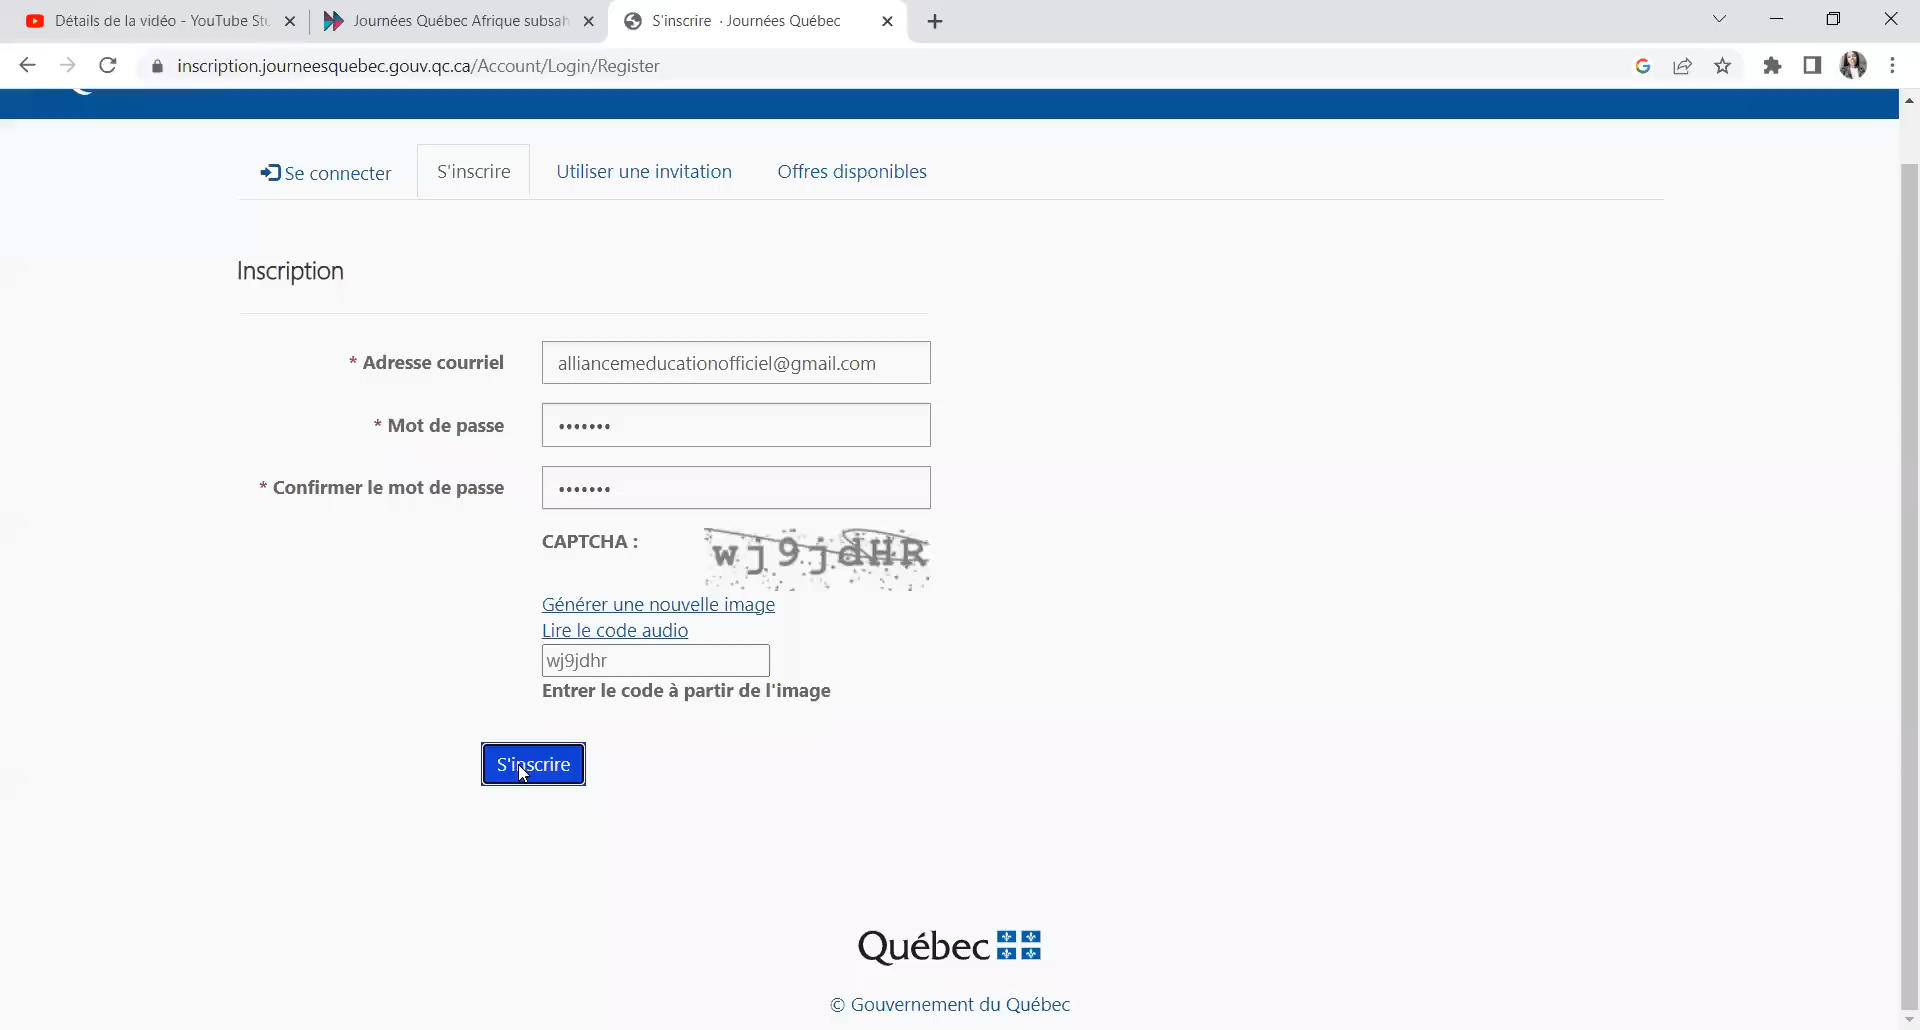 Détails de la vidéo - YouTube Stu
Journées Québec Afrique subsah
S'inscrire · Journées Québec
inscription.journeesquebec.gouv.qc.ca/Account/Login/Register
Se connecter
S'inscrire
Utiliser une invitation
Offres disponibles
Inscription
* Adresse courriel
alliancemeducationofficiel@gmail.com
* Mot de passe
•••••••
* Confirmer le mot de passe
•••••••
CAPTCHA :
wj9jdHR
Générer une nouvelle image
Lire le code audio
wj9jdhr
Entrer le code à partir de l'image
S'inscrire
Québec
© Gouvernement du Québec